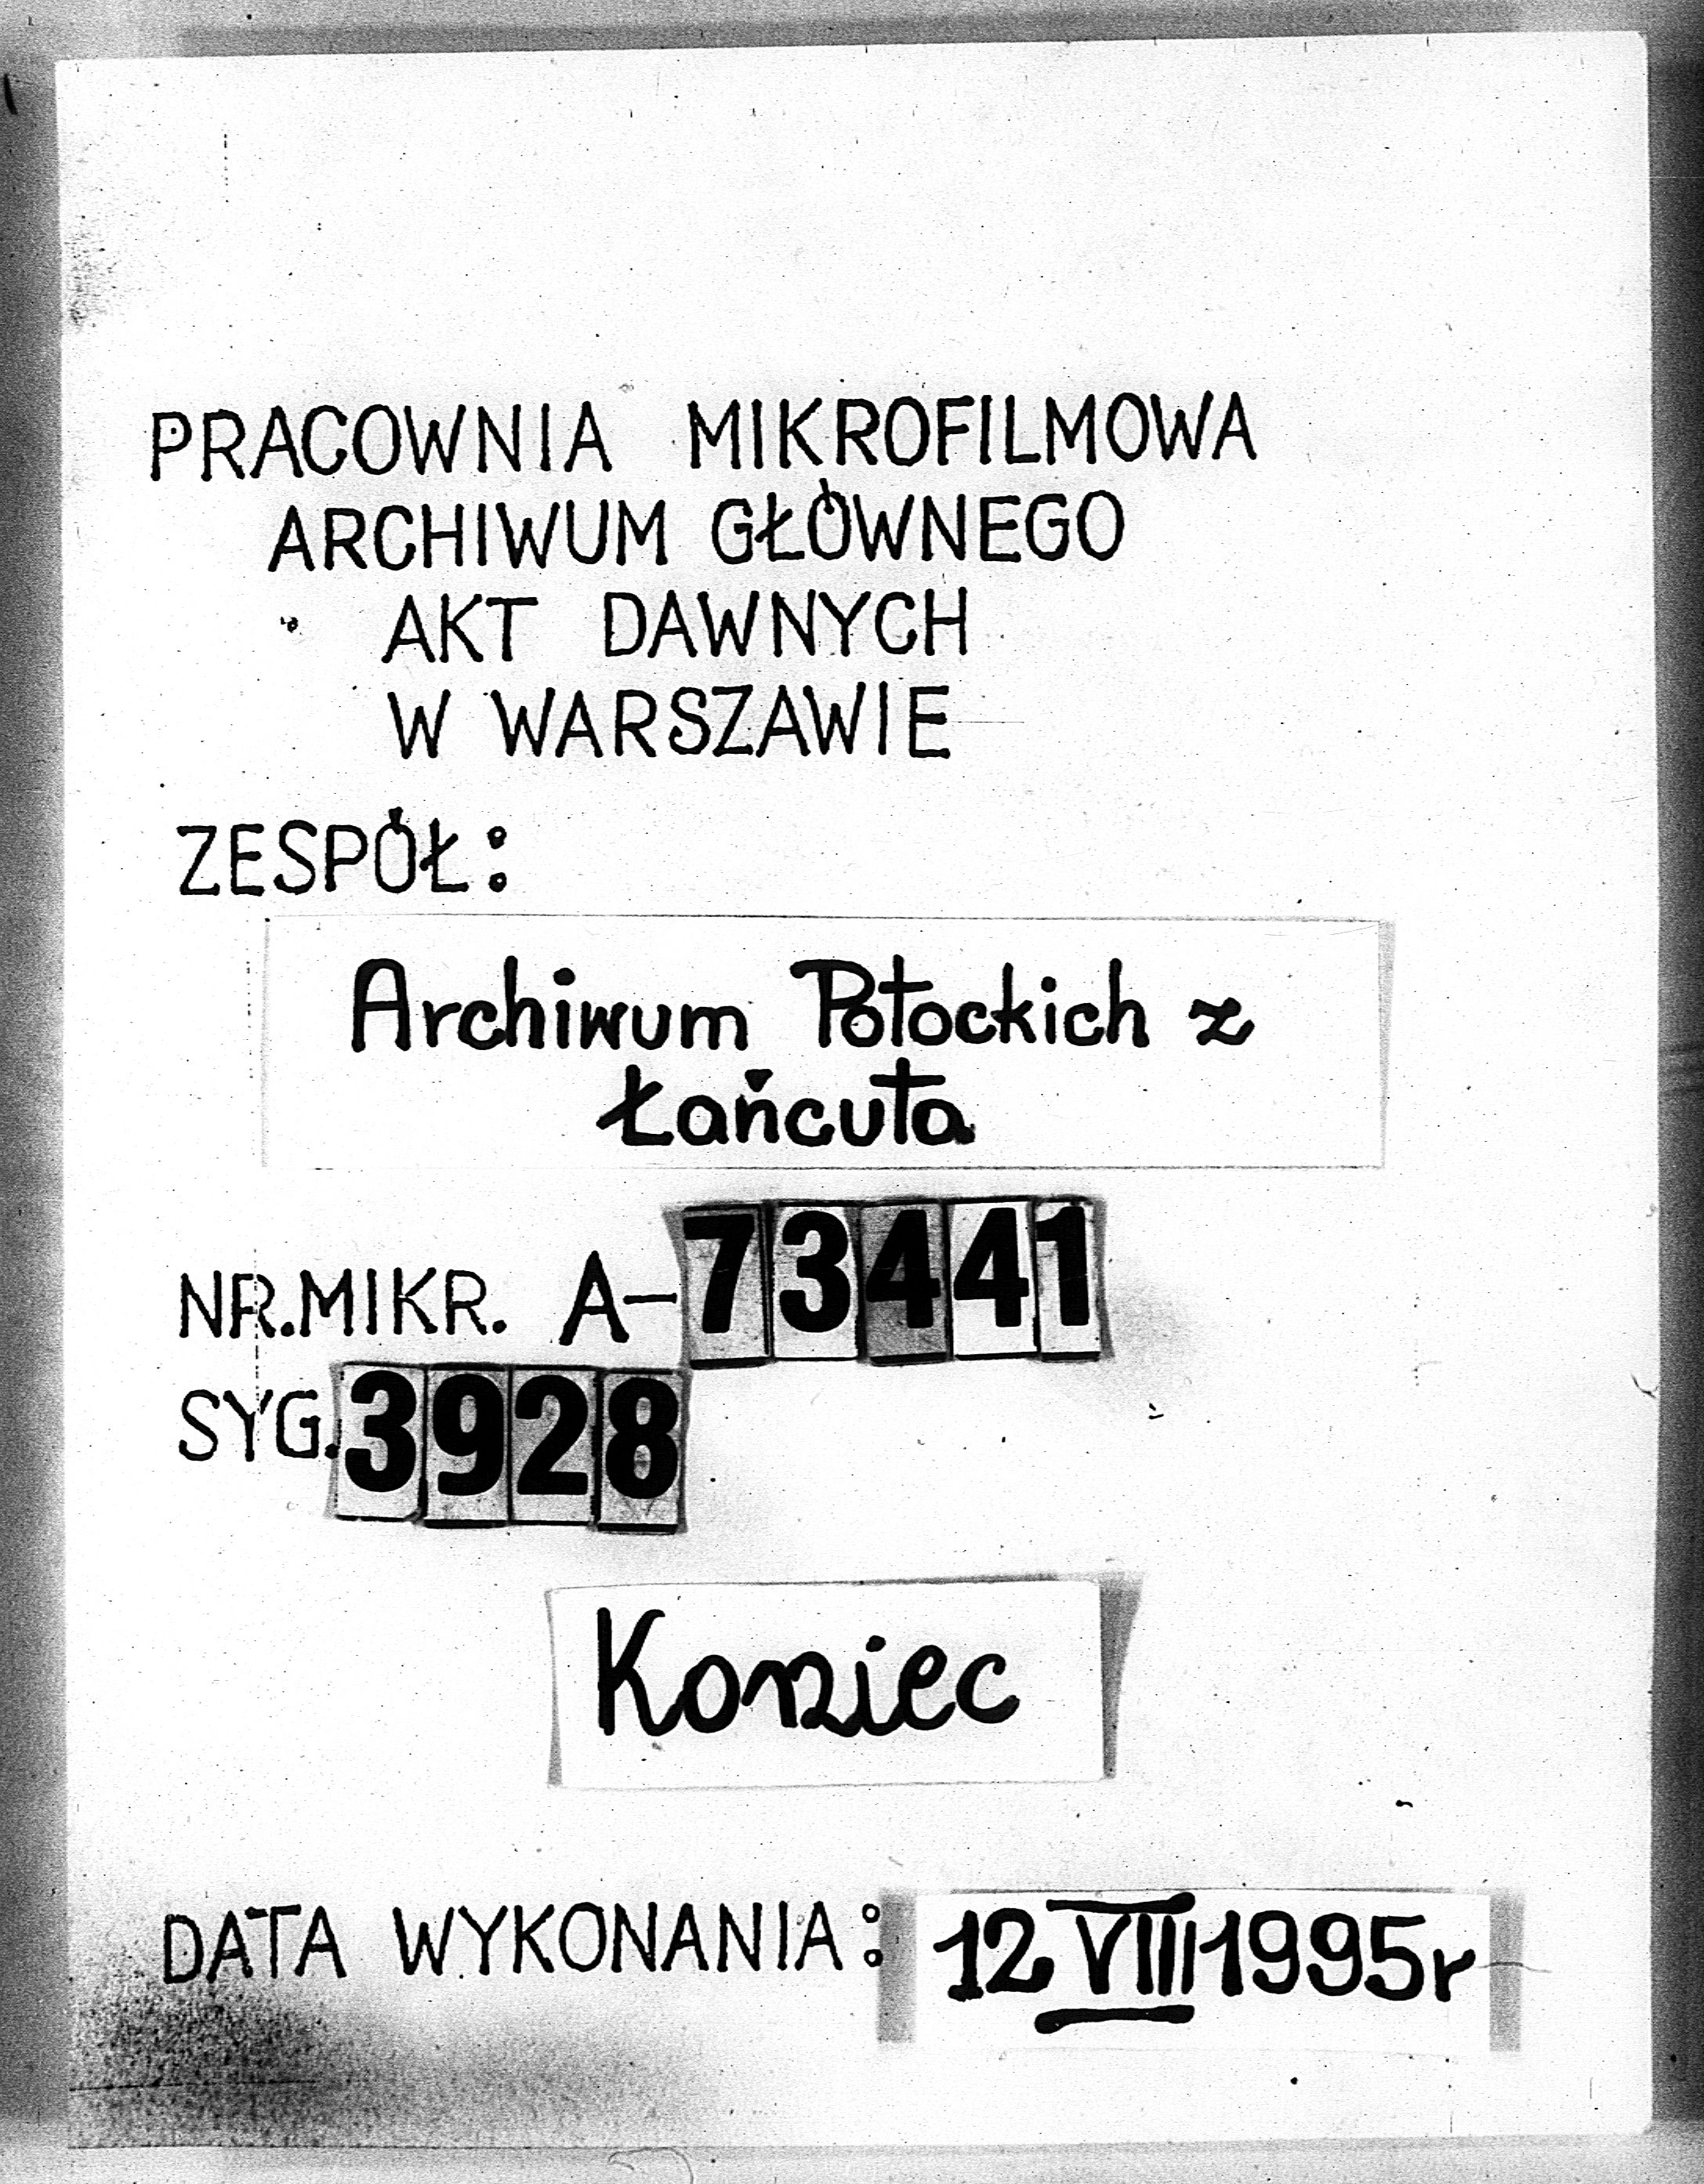 PRACOWNIA MIKROFILMOWA
ARCHIWUM GŁÓWNEGO
AKT DAWNYCH
W WARSZAWIE
ZESPÓŁ:
Archiwum Potockich z
Łańcuta
NR.MIKR. A-73441
SYG.3928
Koniec
DATA WYKONANIA: 12 VIII 1995r